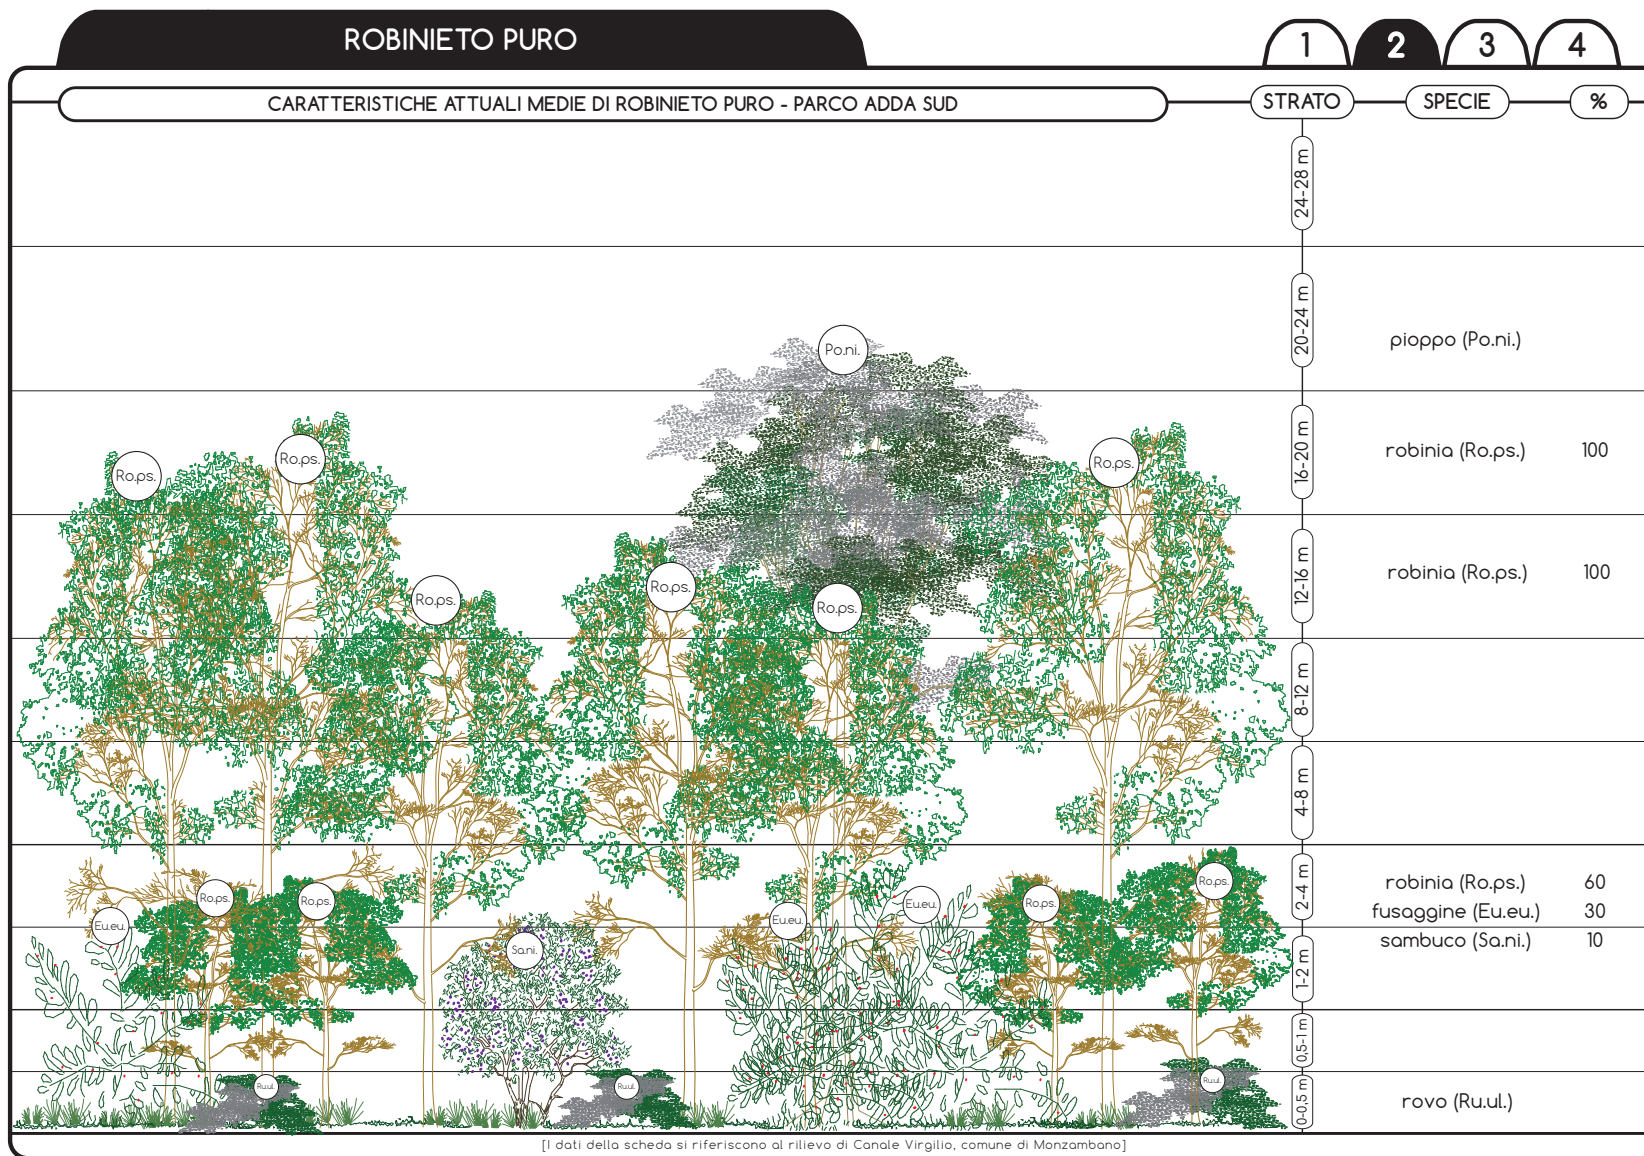 ROBINIETO PURO
1 2 3 4
CARATTERISTICHE ATTUALI MEDIE DI ROBINIETO PURO - PARCO ADDA SUD
STRATO SPECIE %
24-28 m
20-24 m
pioppo (Po.ni.)
16-20 m
robinia (Ro.ps.) 100
12-16 m
robinia (Ro.ps.) 100
8-12 m
4-8 m
2-4 m
robinia (Ro.ps.) 60
fusaggine (Eu.eu.) 30
sambuco (Sa.ni.) 10
1-2 m
0,5-1 m
0-0,5 m
rovo (Ru.ul.)
Po.ni.
Ro.ps.
Ro.ps.
Ro.ps.
Ro.ps.
Ro.ps.
Ro.ps.
Ro.ps.
Ro.ps.
Ro.ps.
Ro.ps.
Eu.eu.
Eu.eu.
Eu.eu.
Sa.ni.
Ru.ul.
Ru.ul.
Ru.ul.
[I dati della scheda si riferiscono al rilievo di Canale Virgilio, comune di Monzambano]